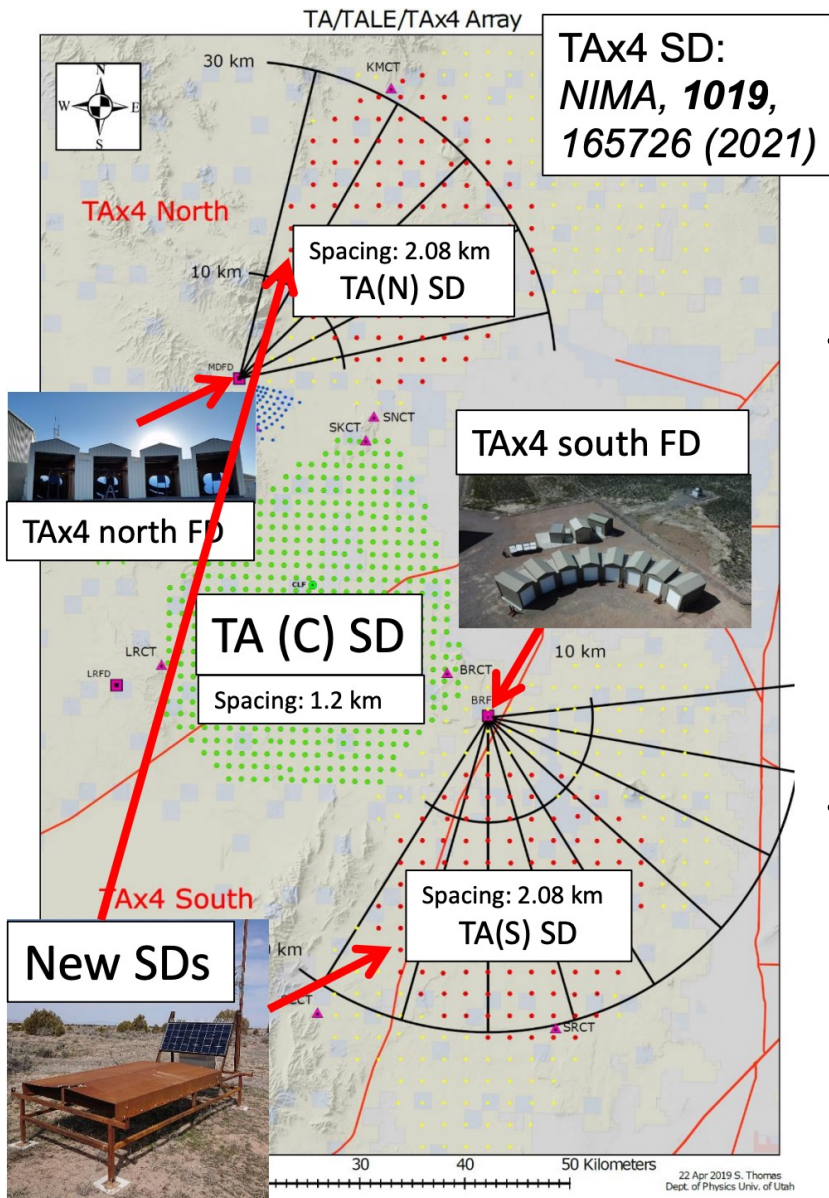 TA/TALE/TAx4 Array
TAx4 SD:
NIMA, 1019,
165726 (2021)
30 km
KMCT
N
W E
S
TAx4 North
Spacing: 2.08 km
TA(N) SD
10 km
MDFD
SNCT
SKCT
TAx4 south FD
TAx4 north FD
CLF
TA (C) SD
Spacing: 1.2 km
LRCT
LRFD
10 km
BRCT
BRF
TAx4 South
Spacing: 2.08 km
TA(S) SD
New SDs
km
SRCT
30 40 50 Kilometers
22 Apr 2019 S. Thomas
Dept. of Physics Univ. of Utah